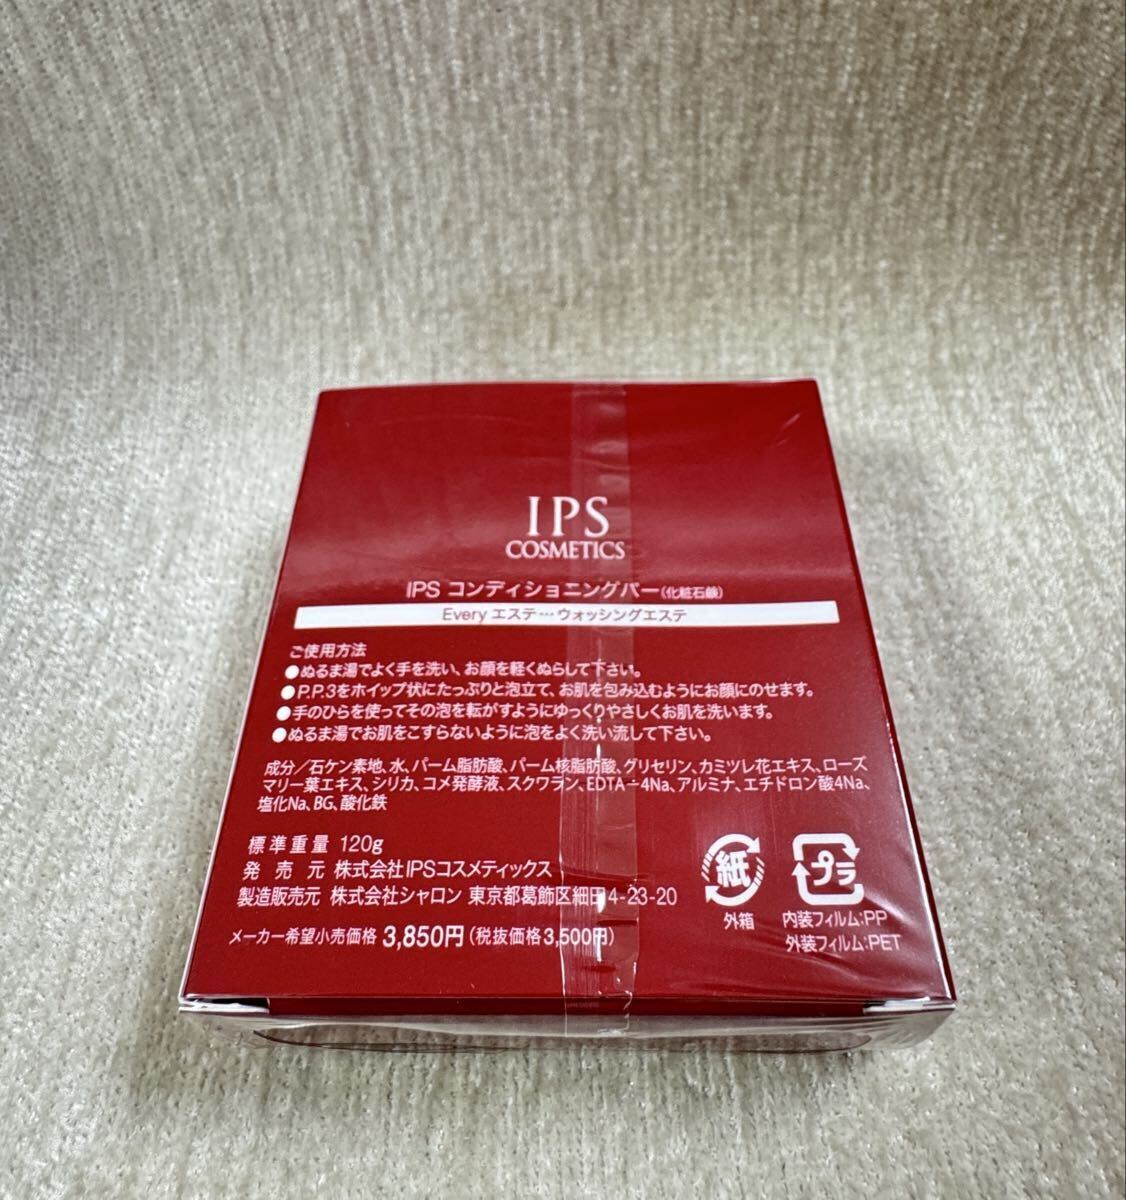 IPS
COSMETICS
IPS コンディショニングバー(化粧石鹸)
Every エステ…ウォッシングエステ
ご使用方法
●ぬるま湯でよく手を洗い、お顔を軽くぬらして下さい。
●P.P.3をホイップ状にたっぷりと泡立て、お肌を包み込むようにお顔にのせます。
●手のひらを使ってその泡を転がすようにゆっくりやさしくお肌を洗います。
●ぬるま湯でお肌をこすらないように泡をよく洗い流して下さい。
成分/石ケン素地、水、パーム脂肪酸、パーム核脂肪酸、グリセリン、カミツレ花エキス、ローズ
マリー葉エキス、シリカ、コメ発酵液、スクワラン、EDTA-4Na、アルミナ、エチドロン酸4Na、
塩化Na、BG、酸化鉄
標準重量 120g
発売元 株式会社IPSコスメティックス
製造販売元 株式会社シャロン 東京都葛飾区細田4-23-20
メーカー希望小売価格 3,850円(税抜価格3,500円)
紙
外箱
プラ
内装フィルム:PP
外装フィルム:PET